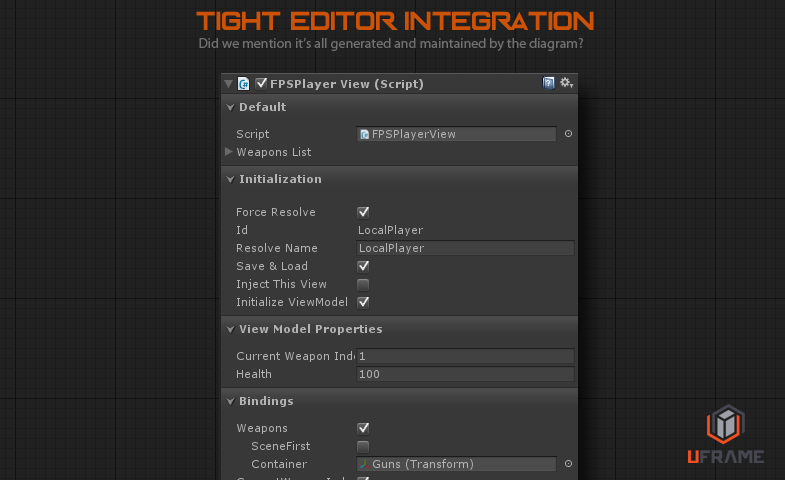 TIGHT EDITOR INTEGRATION
Did we mention it's all generated and maintained by the diagram?
FPSPlayer View (Script)
Default
Script FPSPlayerView
Weapons List
Initialization
Force Resolve
Id LocalPlayer
Resolve Name LocalPlayer
Save & Load
Inject This View
Initialize ViewModel
View Model Properties
Current Weapon Inde 1
Health 100
Bindings
Weapons
SceneFirst
Container Guns (Transform)
UFRAME